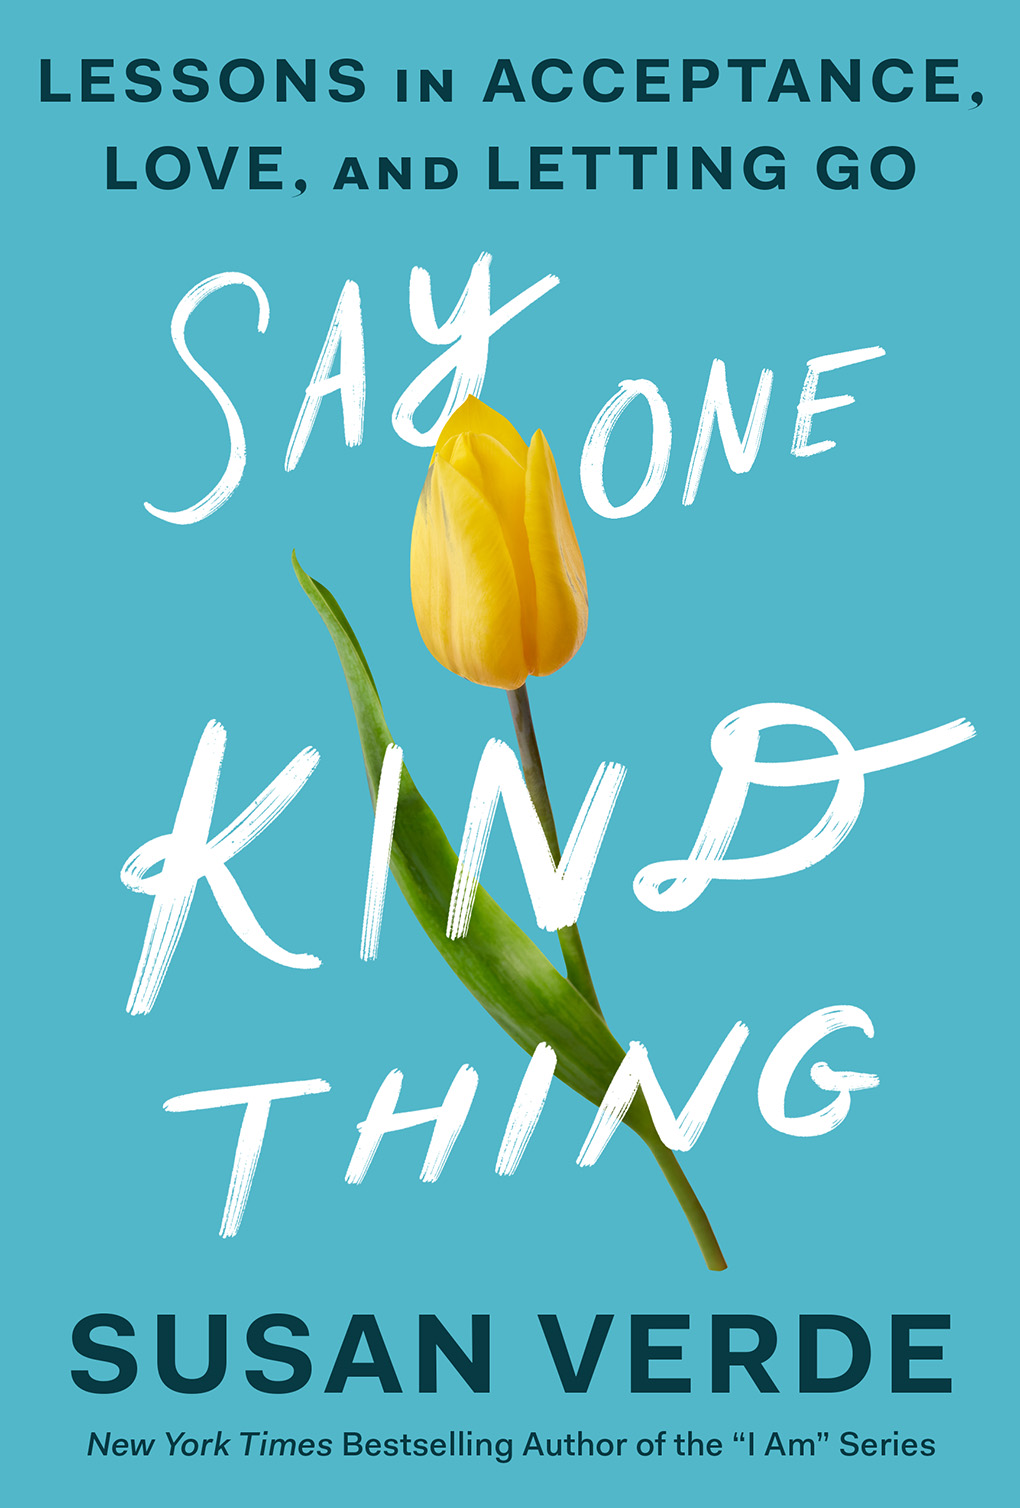 LESSONS IN ACCEPTANCE,
LOVE, AND LETTING GO
SAY ONE
KIND
THING
SUSAN VERDE
New York Times Bestselling Author of the “I Am” Series